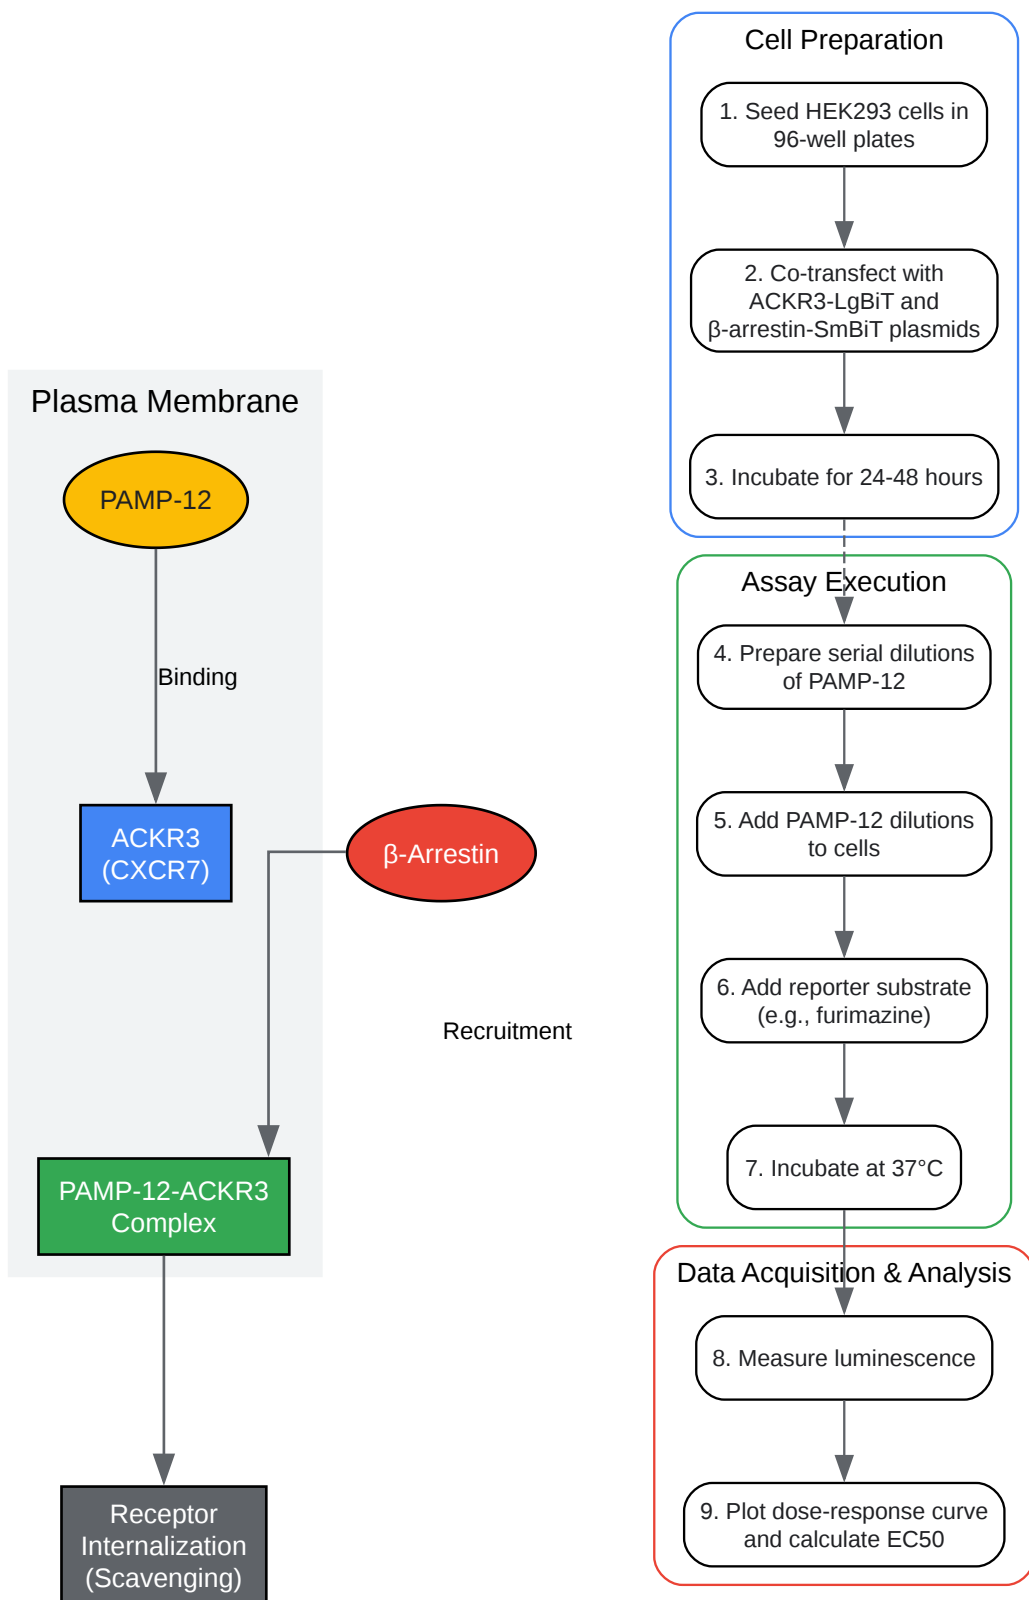 Plasma Membrane
PAMP-12
Binding
ACKR3
(CXCR7)
β-Arrestin
Recruitment
PAMP-12-ACKR3
Complex
Receptor
Internalization
(Scavenging)
Cell Preparation
1. Seed HEK293 cells in
96-well plates
2. Co-transfect with
ACKR3-LgBiT and
β-arrestin-SmBiT plasmids
3. Incubate for 24-48 hours
Assay Execution
4. Prepare serial dilutions
of PAMP-12
5. Add PAMP-12 dilutions
to cells
6. Add reporter substrate
(e.g., furimazine)
7. Incubate at 37°C
Data Acquisition & Analysis
8. Measure luminescence
9. Plot dose-response curve
and calculate EC50